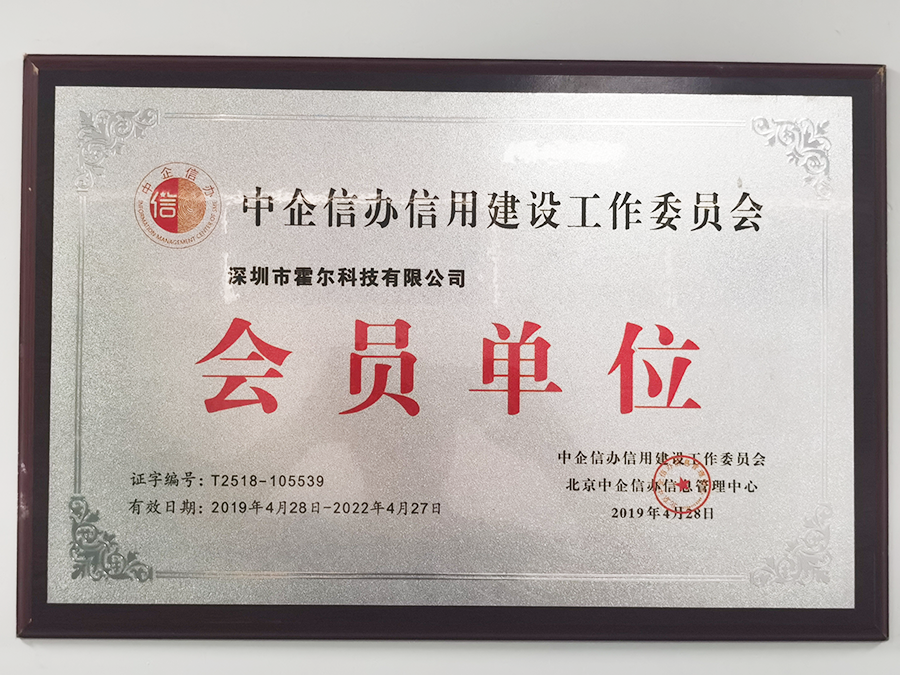 中企信办
信
INFORMATION MANAGEMENT CENTER OF
中企信办信用建设工作委员会
深圳市霍尔科技有限公司
会员单位
证字编号：T2518-105539
有效日期：2019年4月28日-2022年4月27日
中企信办信用建设工作委员会
北京中企信办信息管理中心
2019年4月28日